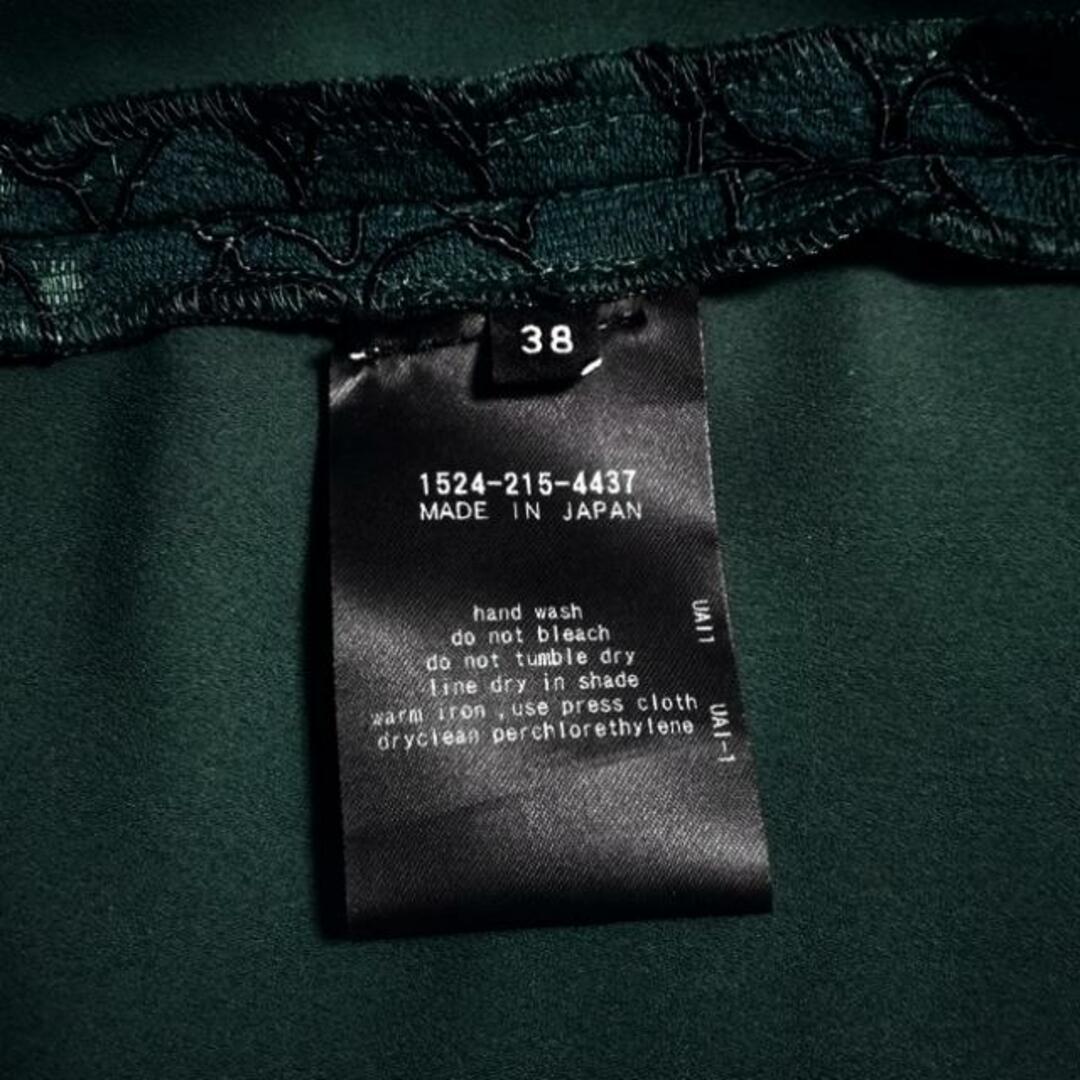 38
1524-215-4437
MADE IN JAPAN
hand wash
do not bleach
do not tumble dry
line dry in shade
warm iron ,use press cloth
dryclean perchlorethylene
UAI1
UAI-1